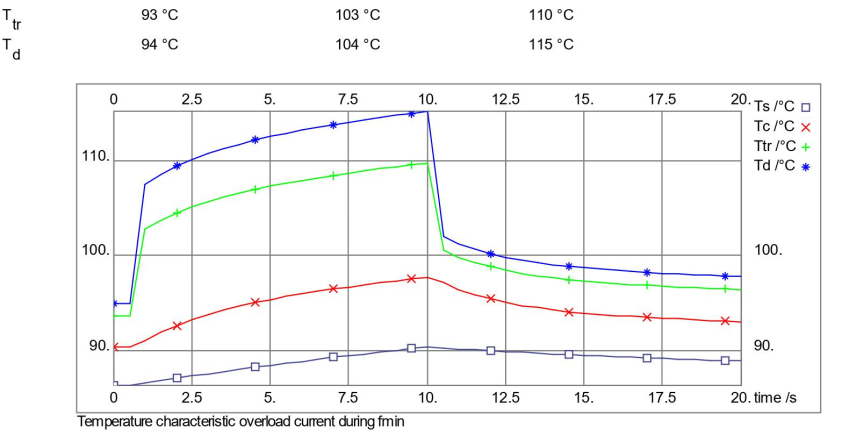 T tr 93 °C 103 °C 110 °C
T d 94 °C 104 °C 115 °C
0 2.5 5. 7.5 10. 12.5 15. 17.5 20.
Ts /°C
Tc /°C
Ttr /°C
Td /°C
110.
100. 100.
90. 90.
0 2.5 5. 7.5 10. 12.5 15. 17.5 20. time /s
Temperature characteristic overload current during fmin